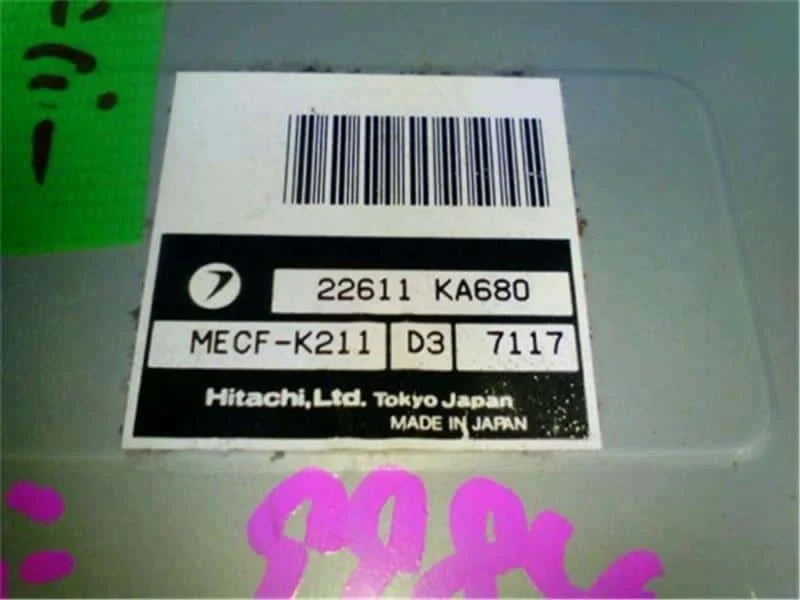 22611 KA680
MECF-K211 D3 7117
Hitachi,Ltd. Tokyo Japan
MADE IN JAPAN